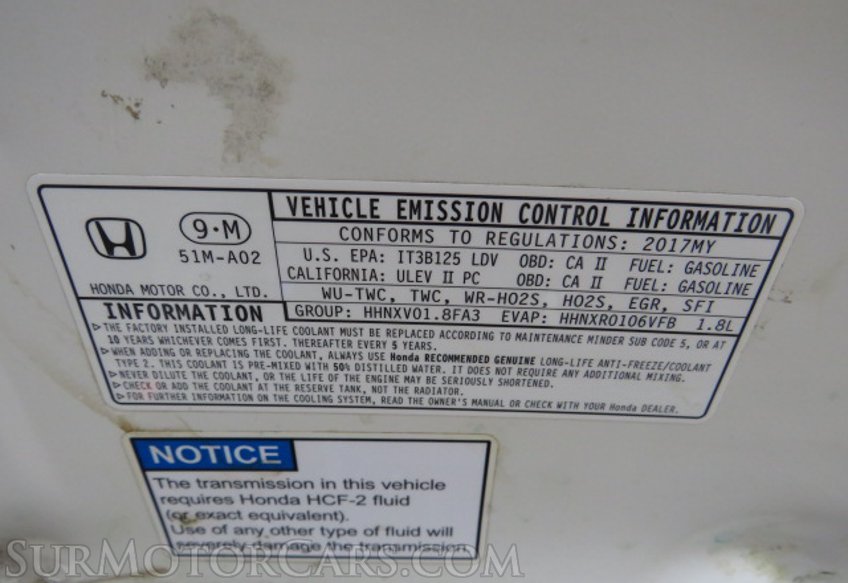 9·M
51M-A02
HONDA MOTOR CO., LTD.
VEHICLE EMISSION CONTROL INFORMATION
CONFORMS TO REGULATIONS: 2017MY
U.S. EPA: IT3B125 LDV OBD: CA II FUEL: GASOLINE
CALIFORNIA: ULEV II PC OBD: CA II FUEL: GASOLINE
WU-TWC, TWC, WR-HO2S, HO2S, EGR, SFI
GROUP: HHNXV01.8FA3 EVAP: HHNXR0106VFB 1.8L
INFORMATION
▷THE FACTORY INSTALLED LONG-LIFE COOLANT MUST BE REPLACED ACCORDING TO MAINTENANCE MINDER SUB CODE 5, OR AT
10 YEARS WHICHEVER COMES FIRST. THEREAFTER EVERY 5 YEARS.
▷WHEN ADDING OR REPLACING THE COOLANT, ALWAYS USE Honda RECOMMENDED GENUINE LONG-LIFE ANTI-FREEZE/COOLANT
TYPE 2. THIS COOLANT IS PRE-MIXED WITH 50% DISTILLED WATER. IT DOES NOT REQUIRE ANY ADDITIONAL MIXING.
▷NEVER DILUTE THE COOLANT, OR THE LIFE OF THE ENGINE MAY BE SERIOUSLY SHORTENED.
▷CHECK OR ADD THE COOLANT AT THE RESERVE TANK, NOT THE RADIATOR.
▷FOR FURTHER INFORMATION ON THE COOLING SYSTEM, READ THE OWNER'S MANUAL OR CHECK WITH YOUR Honda DEALER.
NOTICE
The transmission in this vehicle
requires Honda HCF-2 fluid
(or exact equivalent).
Use of any other type of fluid will
severely damage the transmission.
SurMotorCars.com